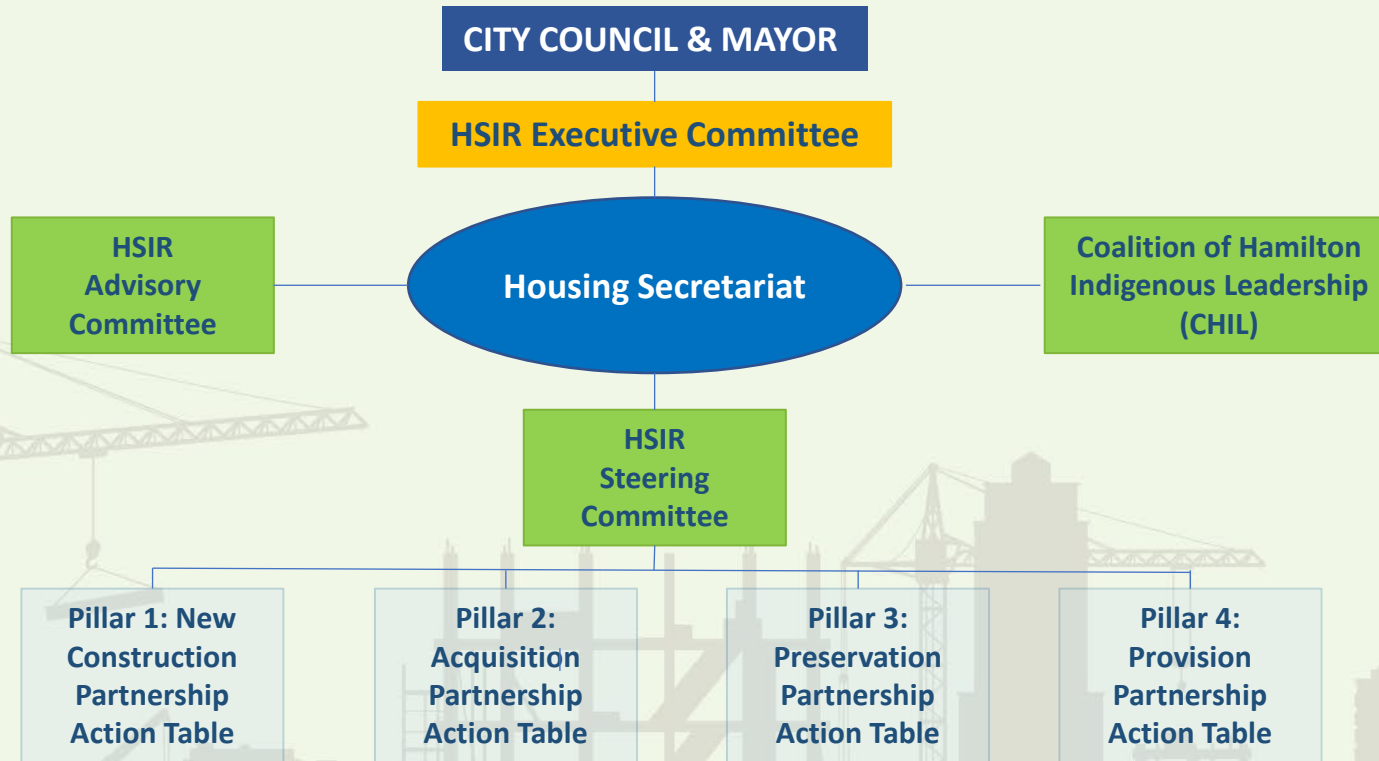 CITY COUNCIL & MAYOR
HSIR Executive Committee
HSIR
Advisory
Committee
Housing Secretariat
Coalition of Hamilton
Indigenous Leadership
(CHIL)
HSIR
Steering
Committee
Pillar 1: New
Construction
Partnership
Action Table
Pillar 2:
Acquisition
Partnership
Action Table
Pillar 3:
Preservation
Partnership
Action Table
Pillar 4:
Provision
Partnership
Action Table